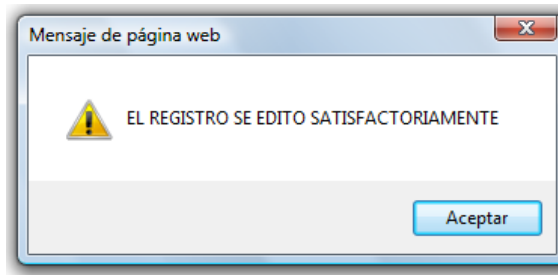 Mensaje de página web
EL REGISTRO SE EDITO SATISFACTORIAMENTE
Aceptar